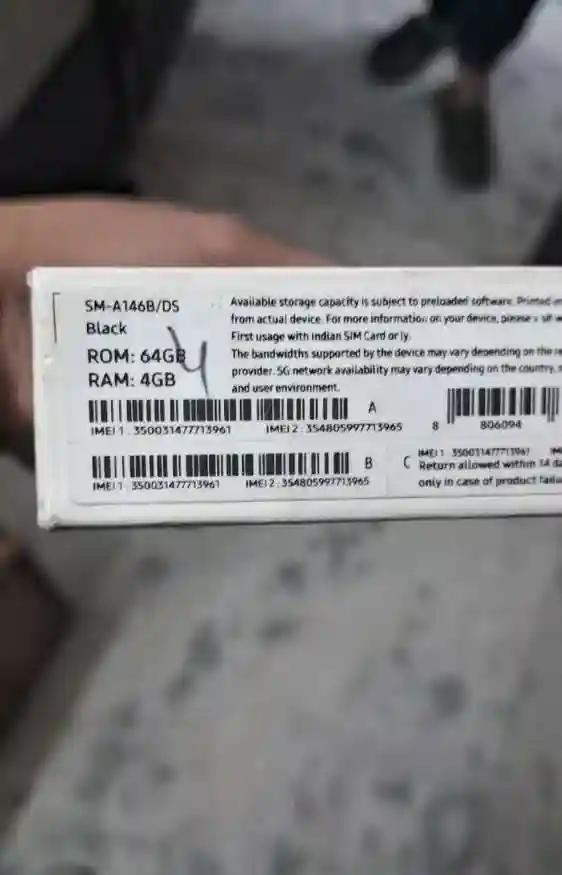 SM-A146B/DS
Black
ROM: 64GB
RAM: 4GB
4
Available storage capacity is subject to preloaded software. Printed
from actual device. For more information on your device, please
First usage with Indian SIM Card only.
The bandwidths supported by the device may vary depending on the
provider. 5G network availability may vary depending on the country,
and user environment.
A
IMEI 1 : 350031477713961 IMEI 2 : 354805997713965
8 806094
B
IMEI 1 : 350031477713961 IMEI 2 : 354805997713965
C IMEI 1 : 350031477713961
Return allowed within 14
only in case of product